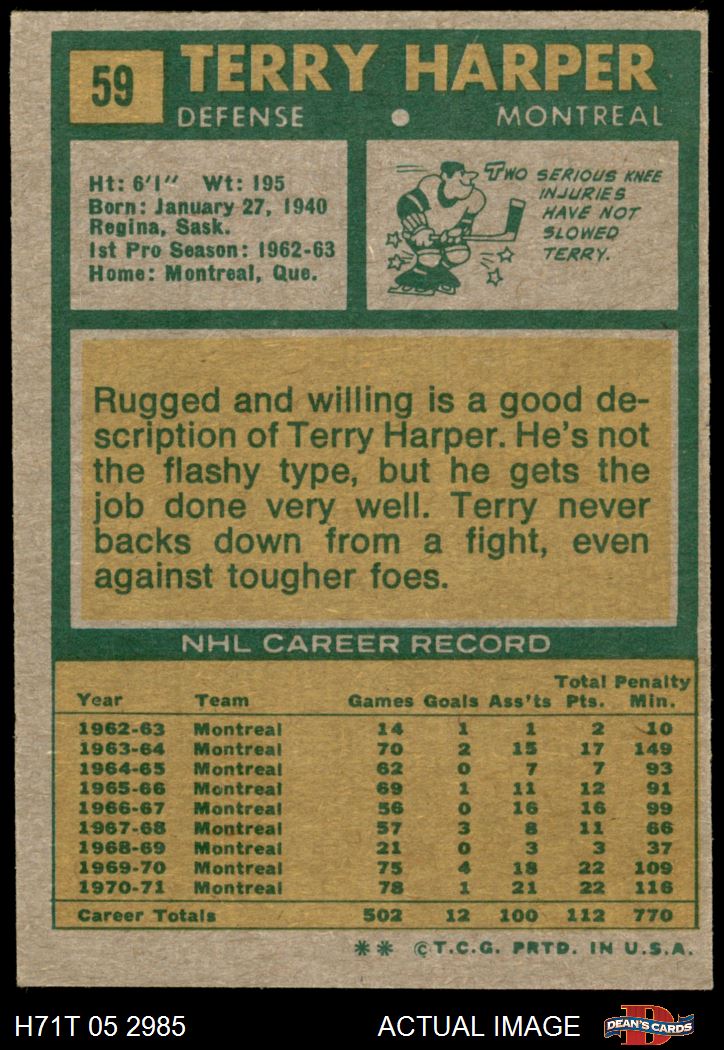 59
TERRY HARPER
DEFENSE • MONTREAL
Ht: 6'1" Wt: 195
Born: January 27, 1940
Regina, Sask.
1st Pro Season: 1962-63
Home: Montreal, Que.
TWO SERIOUS KNEE
INJURIES
HAVE NOT
SLOWED
TERRY.
Rugged and willing is a good de-
scription of Terry Harper. He's not
the flashy type, but he gets the
job done very well. Terry never
backs down from a fight, even
against tougher foes.
NHL CAREER RECORD
Total Penalty
Year Team Games Goals Ass'ts Pts. Min.
1962-63 Montreal 14 1 1 2 10
1963-64 Montreal 70 2 15 17 149
1964-65 Montreal 62 0 7 7 93
1965-66 Montreal 69 1 11 12 91
1966-67 Montreal 56 0 16 16 99
1967-68 Montreal 57 3 8 11 66
1968-69 Montreal 21 0 3 3 37
1969-70 Montreal 75 4 18 22 109
1970-71 Montreal 78 1 21 22 116
Career Totals 502 12 100 112 770
** ©T.C.G. PRTD. IN U.S.A.
H71T 05 2985 ACTUAL IMAGE
D
DEAN'S CARDS